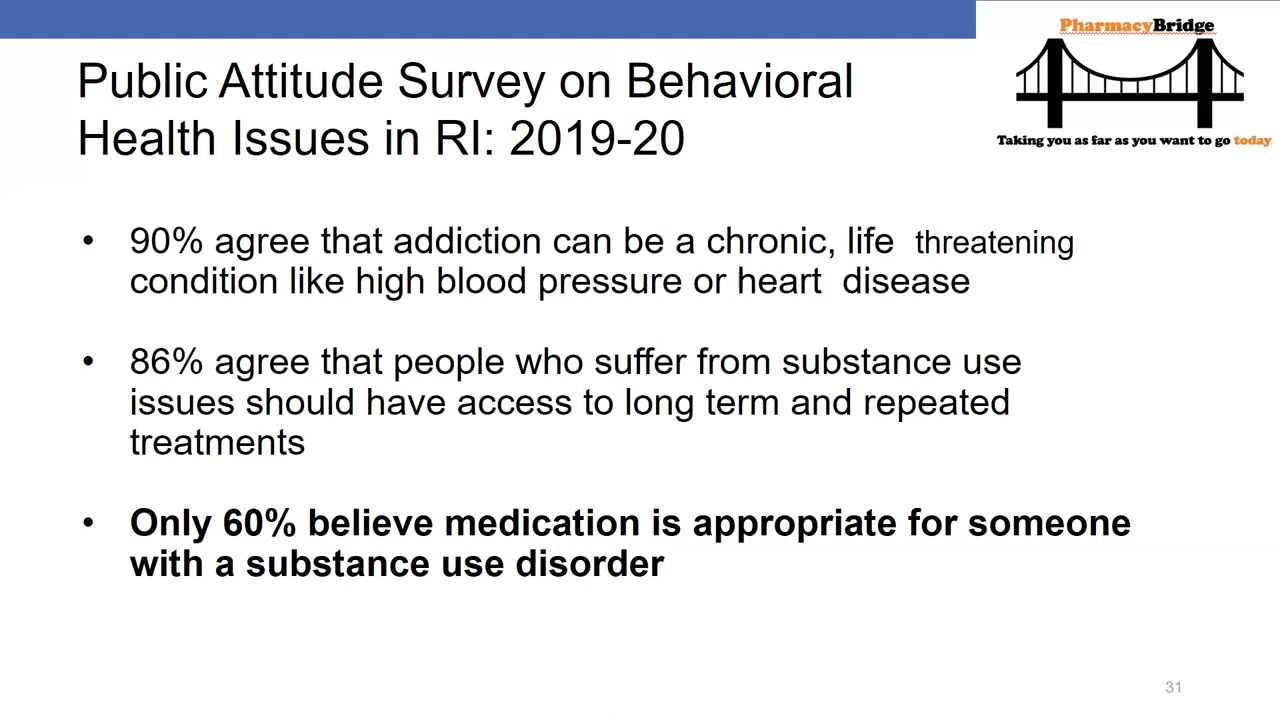 PharmacyBridge
Public Attitude Survey on Behavioral
Health Issues in RI: 2019-20
Taking you as far as you want to go today
• 90% agree that addiction can be a chronic, life threatening
condition like high blood pressure or heart disease
• 86% agree that people who suffer from substance use
issues should have access to long term and repeated
treatments
• Only 60% believe medication is appropriate for someone
with a substance use disorder
31